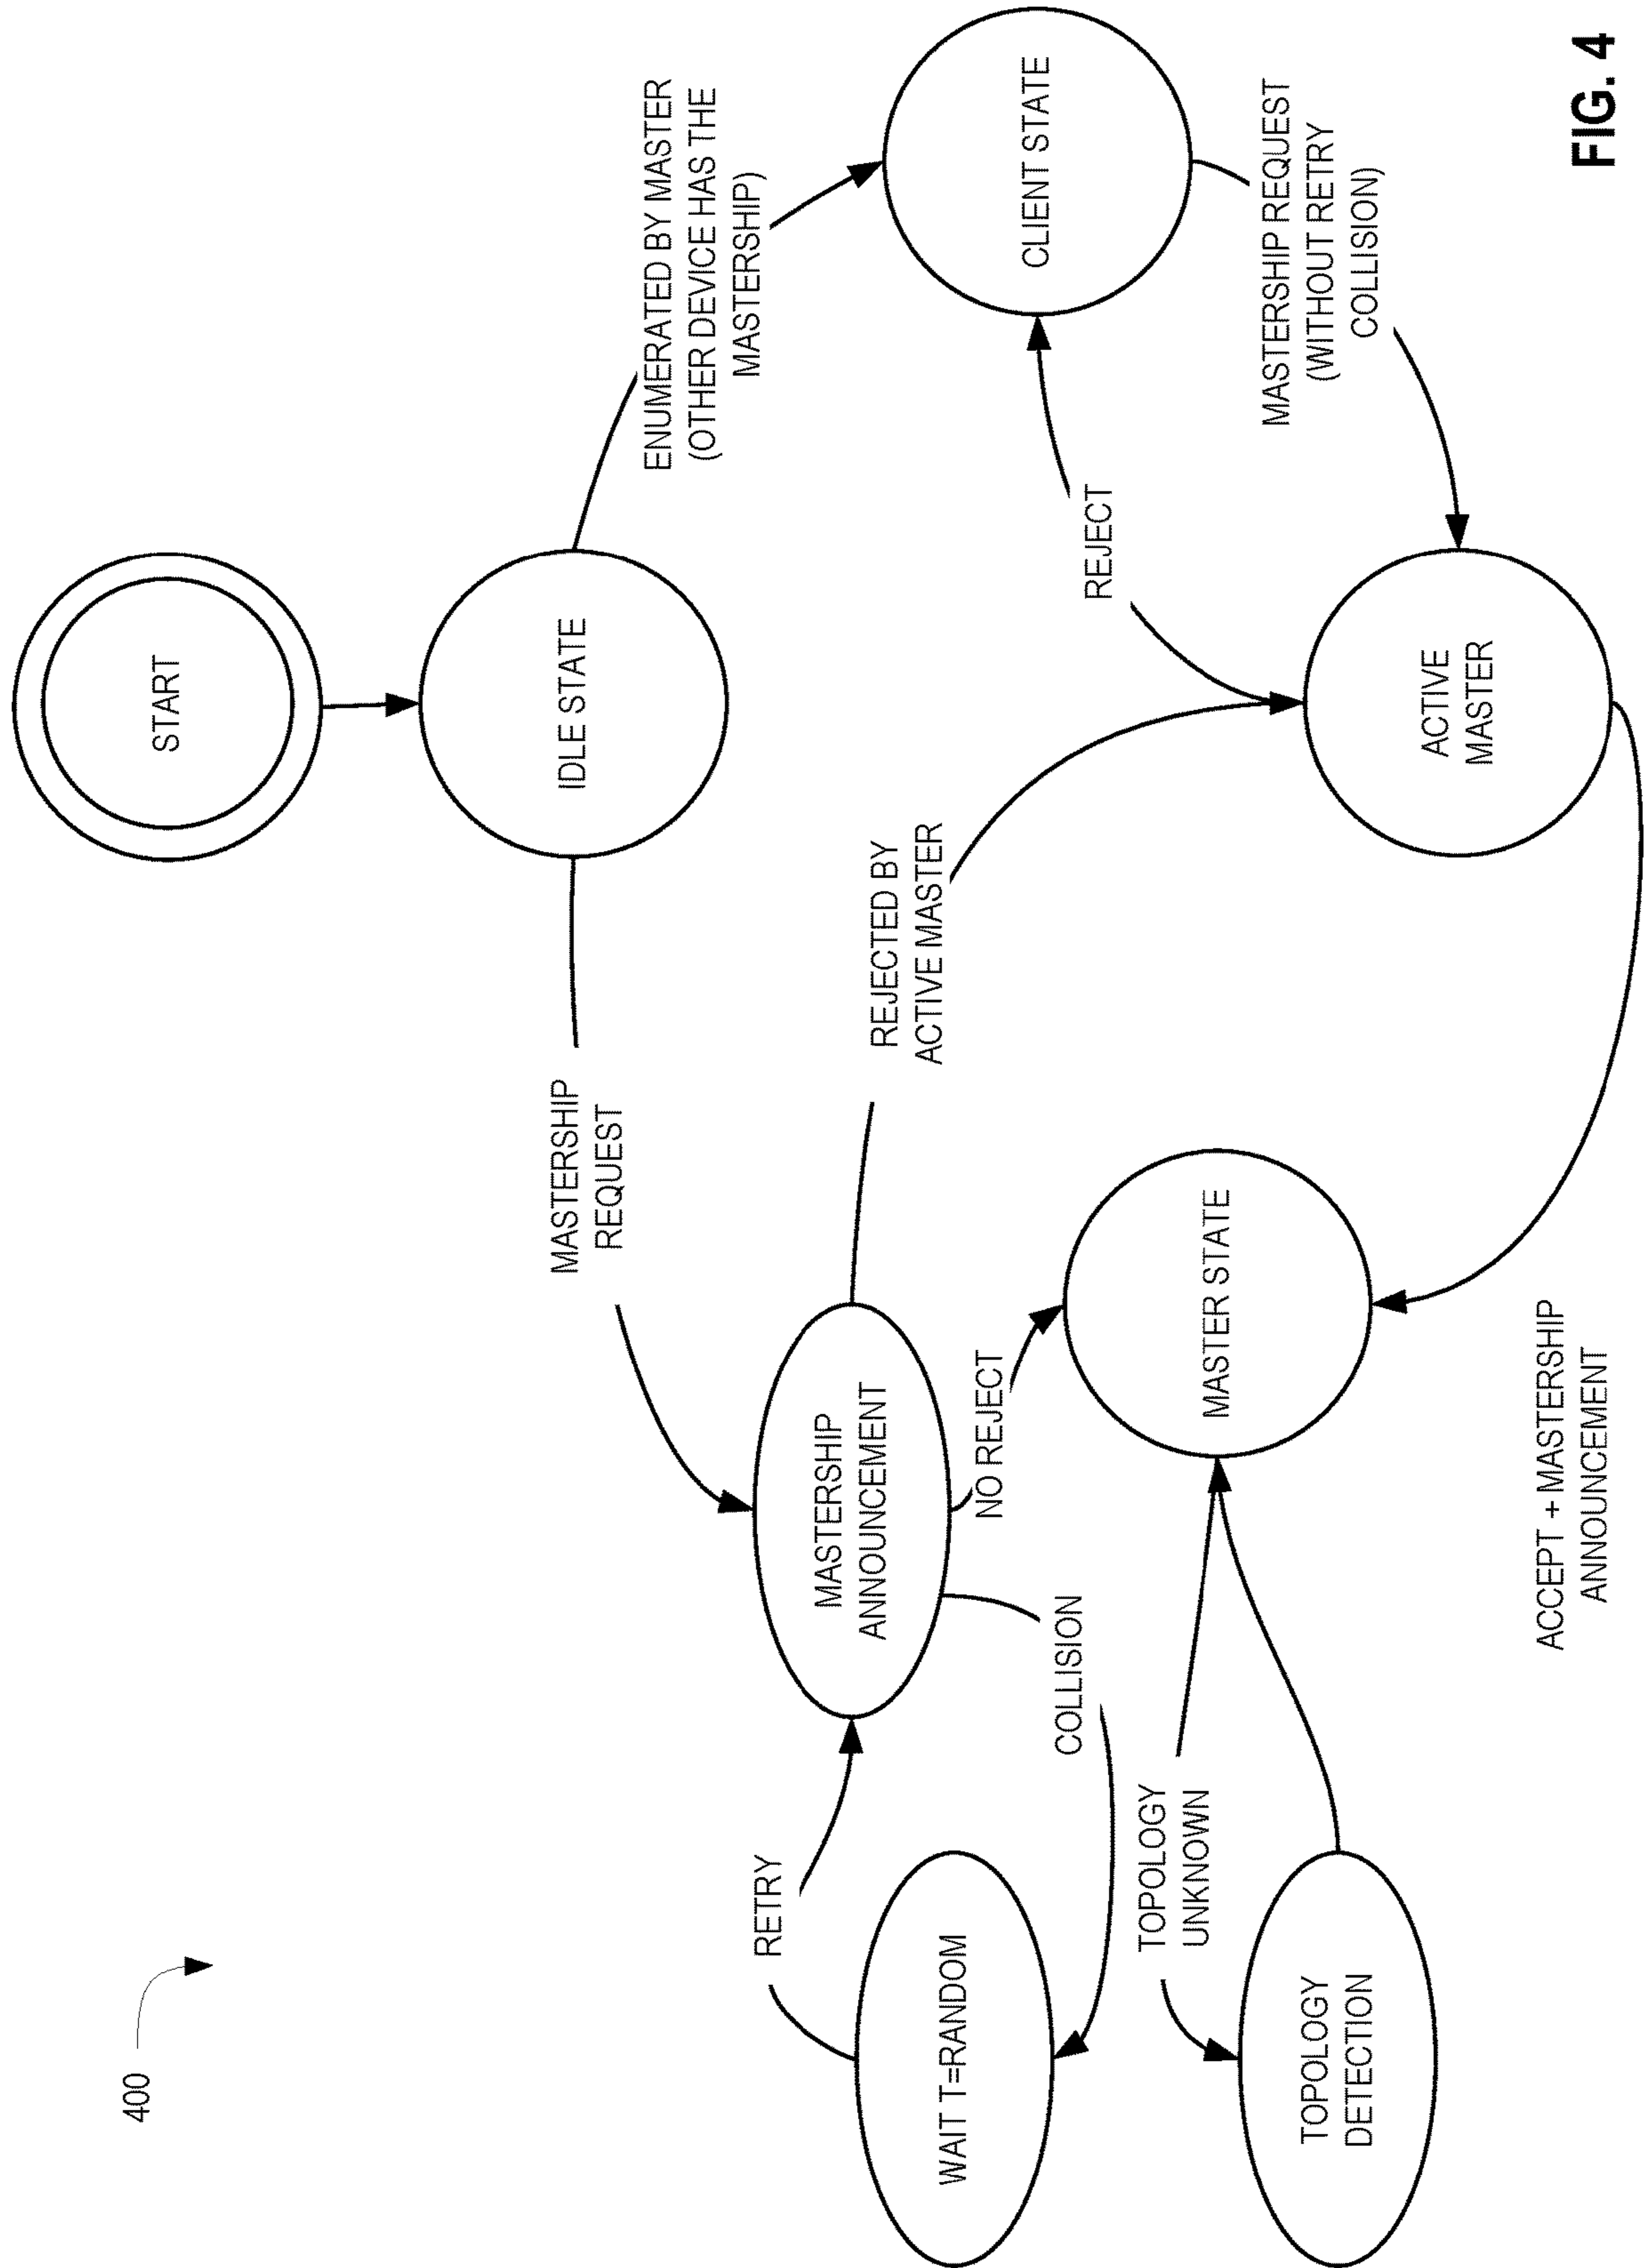 400
START
IDLE STATE
MASTERSHIP
REQUEST
ENUMERATED BY MASTER
(OTHER DEVICE HAS THE
MASTERSHIP)
RETRY
MASTERSHIP
ANNOUNCEMENT
REJECTED BY
ACTIVE MASTER
WAIT T=RANDOM
NO REJECT
COLLISION
REJECT
CLIENT STATE
TOPOLOGY
UNKNOWN
MASTER STATE
MASTERSHIP REQUEST
(WITHOUT RETRY
COLLISION)
TOPOLOGY
DETECTION
ACTIVE
MASTER
ACCEPT + MASTERSHIP
ANNOUNCEMENT
FIG. 4